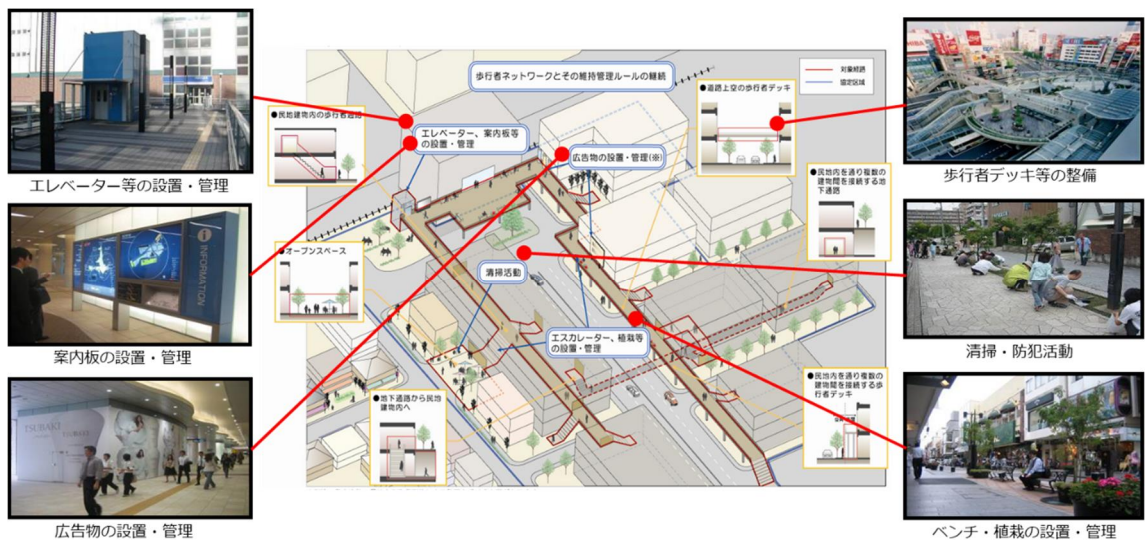 エレベーター等の設置・管理
案内板の設置・管理
広告物の設置・管理
INFORMATION
TSUBAKI
歩行者ネットワークとその維持管理ルールの継続
対象経路
協定区域
●民地建物内の歩行者通路
エレベーター、案内板等
の設置・管理
広告物の設置・管理(※)
●道路上空の歩行者デッキ
●民地内を通り複数の
建物間を接続する地
下通路
●オープンスペース
清掃活動
エスカレーター、植栽等
の設置・管理
●地下通路から民地
建物内へ
●民地内を通り複数の
建物間を接続する歩
行者デッキ
歩行者デッキ等の整備
清掃・防犯活動
ベンチ・植栽の設置・管理